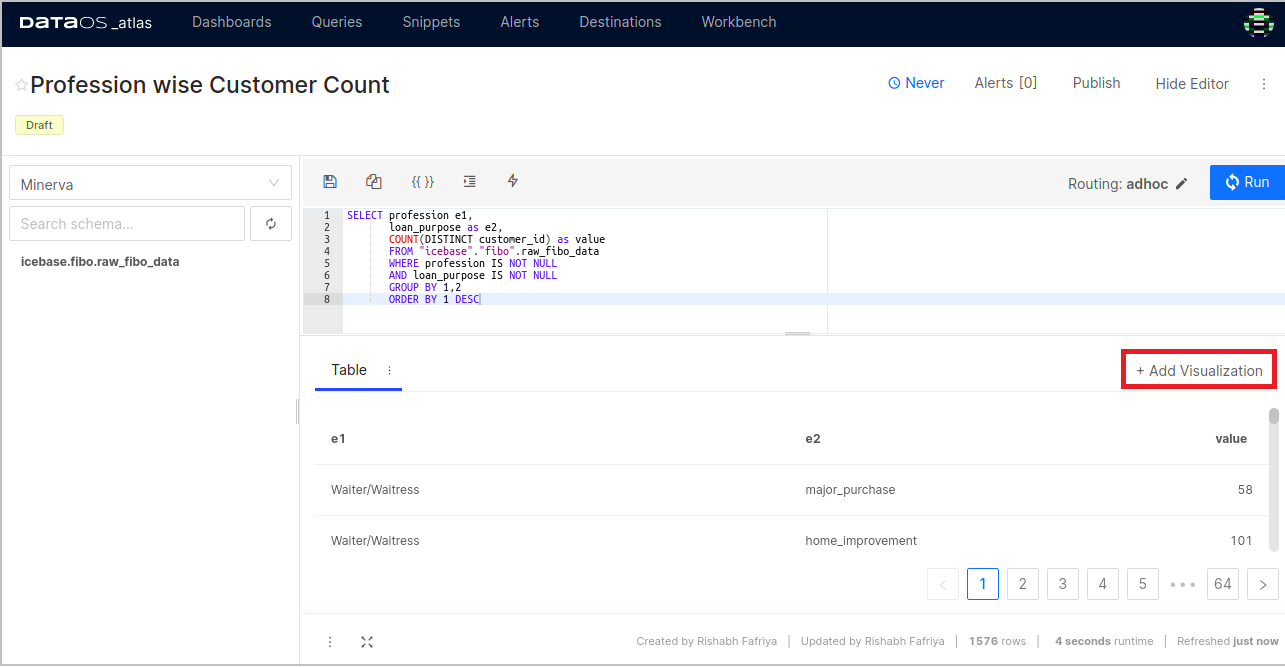 DATAOS_atlas Dashboards Queries Snippets Alerts Destinations Workbench
Profession wise Customer Count
Never Alerts [0] Publish Hide Editor
Draft
Minerva
Search schema...
icebase.fibo.raw_fibo_data
{{ }} Routing: adhoc Run
1 SELECT profession e1,
2 loan_purpose as e2,
3 COUNT(DISTINCT customer_id) as value
4 FROM "icebase"."fibo".raw_fibo_data
5 WHERE profession IS NOT NULL
6 AND loan_purpose IS NOT NULL
7 GROUP BY 1,2
8 ORDER BY 1 DESC
Table + Add Visualization
e1 e2 value
Waiter/Waitress major_purchase 58
Waiter/Waitress home_improvement 101
< 1 2 3 4 5 ••• 64 >
Created by Rishabh Fafriya | Updated by Rishabh Fafriya | 1576 rows | 4 seconds runtime | Refreshed just now